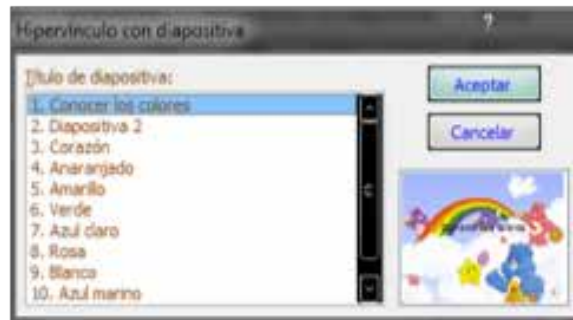 Hipervínculo con diapositiva
?
Título de diapositiva:
1. Conocer los colores
2. Diapositiva 2
3. Corazón
4. Anaranjado
5. Amarillo
6. Verde
7. Azul claro
8. Rosa
9. Blanco
10. Azul marino
Aceptar
Cancelar